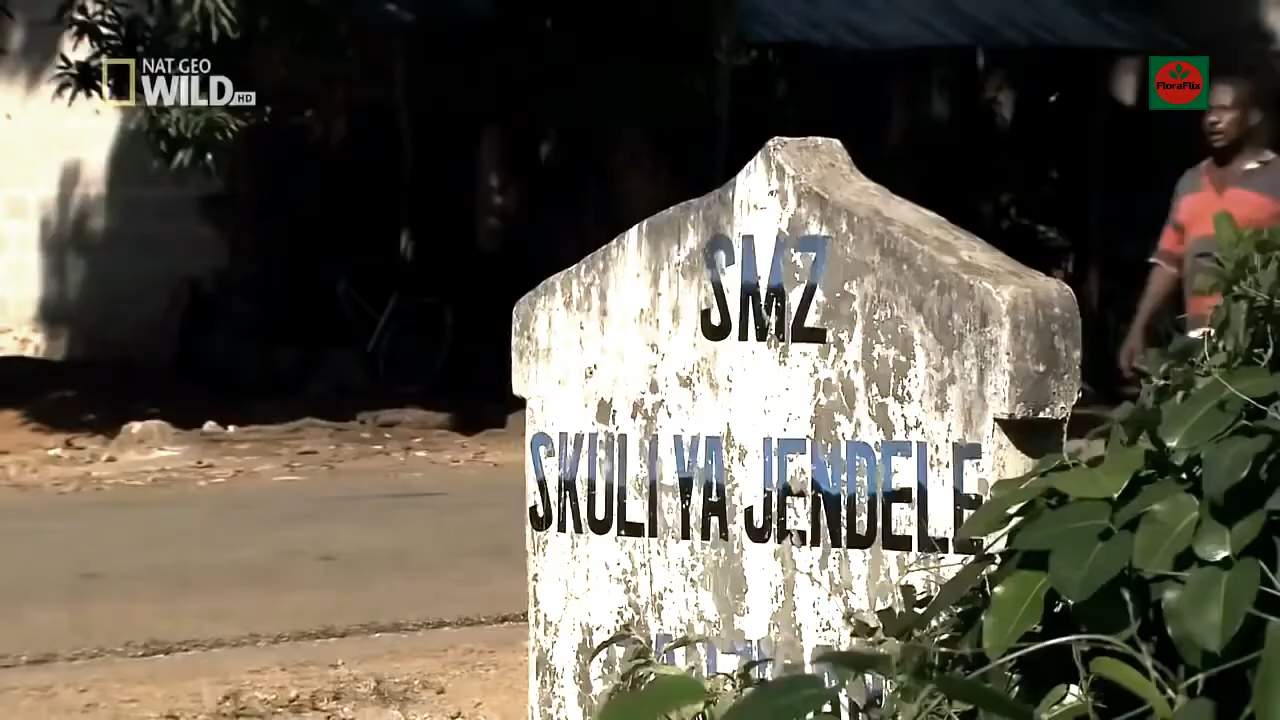 NAT GEO
WILD HD
FloraFlix
SMZ
SKULI YA JENDELE